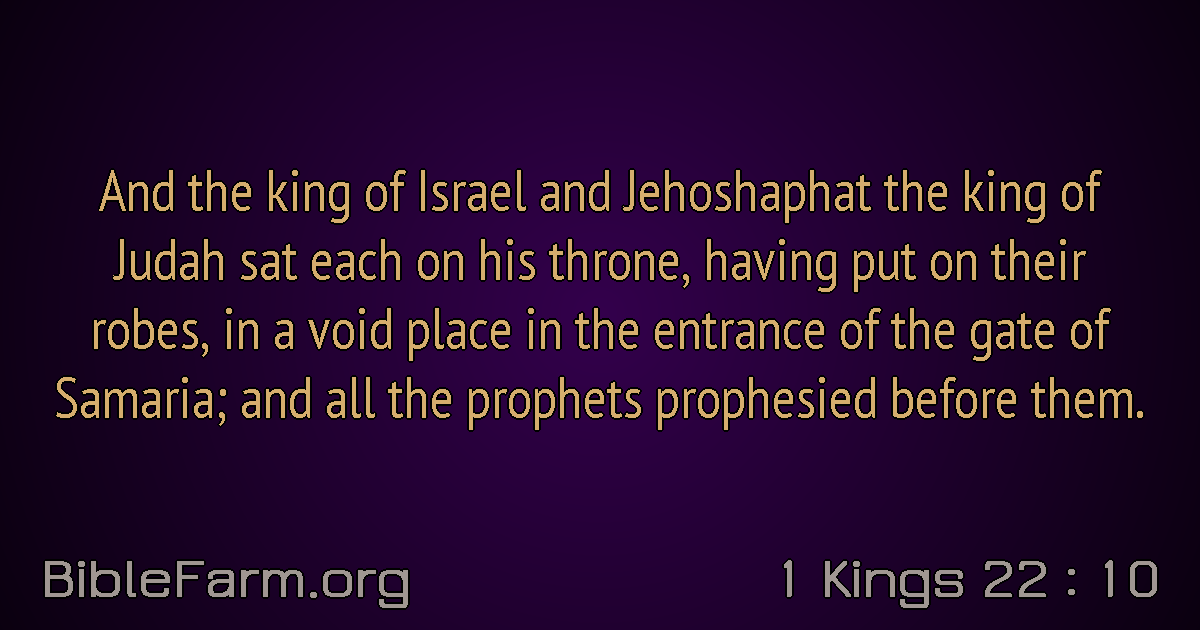 And the king of Israel and Jehoshaphat the king of
Judah sat each on his throne, having put on their
robes, in a void place in the entrance of the gate of
Samaria; and all the prophets prophesied before them.
BibleFarm.org
1 Kings 22 : 10